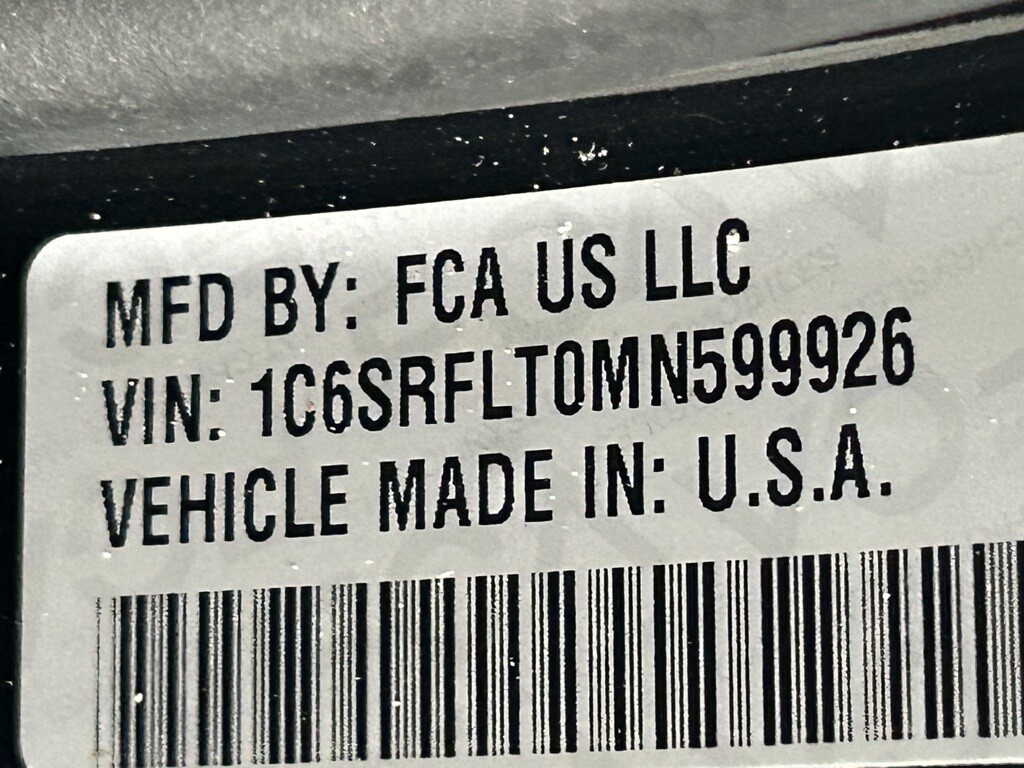 MFD BY: FCA US LLC
VIN: 1C6SRFLT0MN599926
VEHICLE MADE IN: U.S.A.